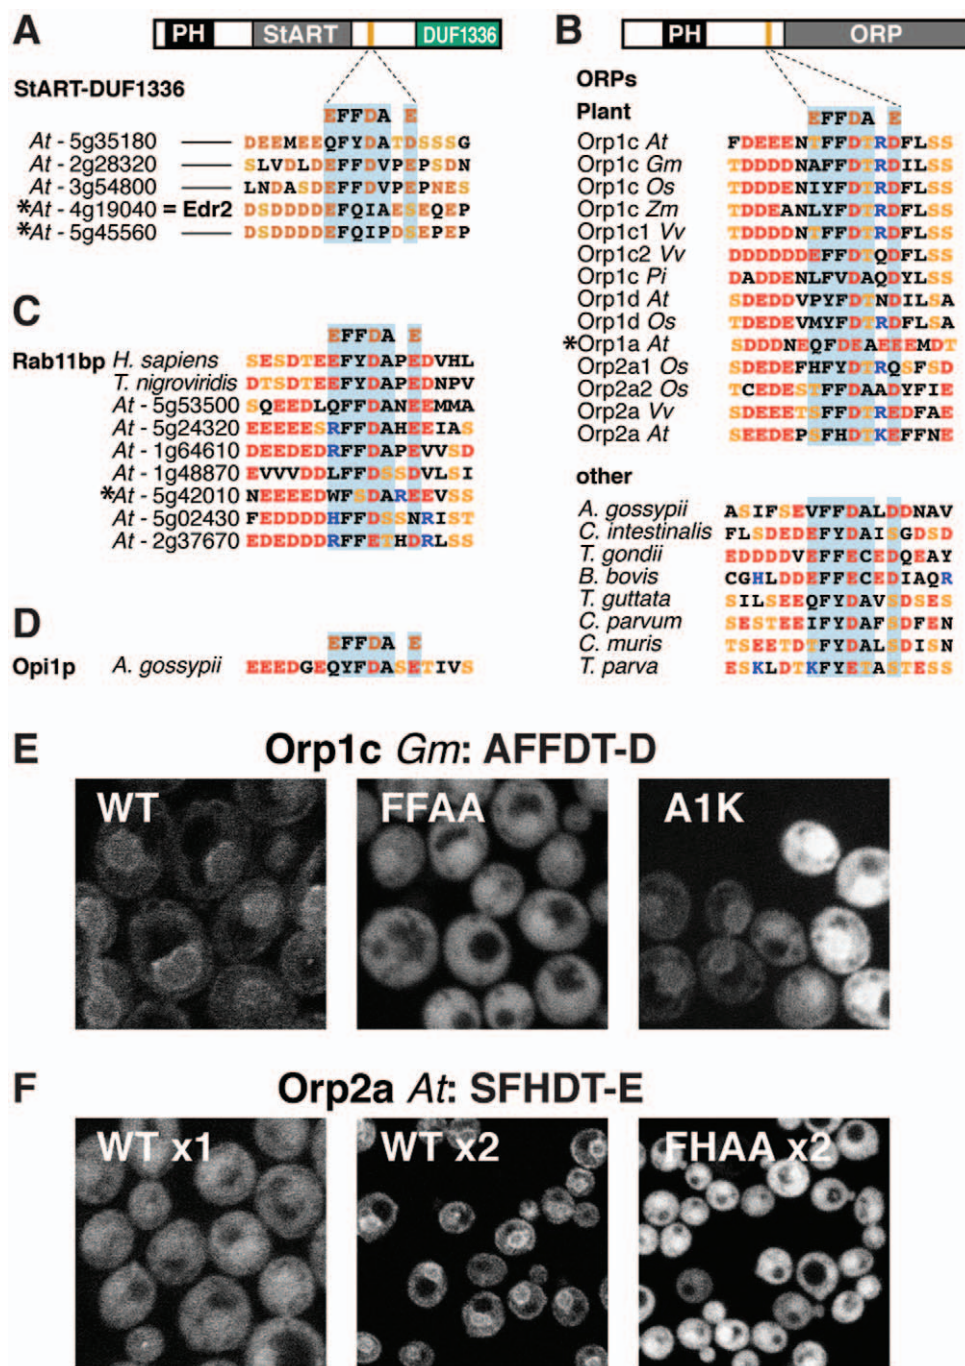 A
PH StART DUF1336
StART-DUF1336
EFFDA E
At - 5g35180 DEEMEEQFYDATDSSSG
At - 2g28320 SLVDLDEFFDVPEPSDN
At - 3g54800 LNDASDEFFDVPEPNES
*At - 4g19040 = Edr2 DSDDDDEFQIAESEQEP
*At - 5g45560 DSDDDDEFQIPDSEPEP
B
PH ORP
ORPs
Plant
EFFDA E
Orp1c At FDEEENTFFDTRDFLSS
Orp1c Gm TDDDDNAFFDTRDILSS
Orp1c Os TDDDENIYFDTRDFLSS
Orp1c Zm TDDEANLYFDTRDFLSS
Orp1c1 Vv TDDDDNTFFDTRDFLSS
Orp1c2 Vv DDDDDDEFFDTQDFLSS
Orp1c Pi DADDENLFVDAQDYLSS
Orp1d At SDEDDVPYFDTNDILSA
Orp1d Os TDEDEVMYFDTRDFLSA
*Orp1a At SDDDNEQFDEAEEEMDT
Orp2a1 Os SDEDEFHFYDTRQSFSD
Orp2a2 Os TCEDESTFFDAADYFIE
Orp2a Vv SDEEETSFFDTREDFAE
Orp2a At SEEDEPSFHDTKEFFNE
other
A. gossypii ASIFSEVFFDALDDNAV
C. intestinalis FLSDEDEFYDAISGDSD
T. gondii EDDDDVEFFECEDQEAY
B. bovis CGHLDDEFFECEDIAQR
T. guttata SILSEEQFYDAVSDSES
C. parvum SESTEEIFYDAFSDFEN
C. muris TSEETDTFYDALSDISN
T. parva ESKLDTKFYETASTESS
C
EFFDA E
Rab11bp H. sapiens SESDTEEFYDAPEDVHL
T. nigroviridis DTSDTEEFYDAPEDNPV
At - 5g53500 SQEEDLQFFDANEEMMA
At - 5g24320 EEEEESRFFDAHEEIAS
At - 1g64610 DEEDEDRFFDAPEVVSD
At - 1g48870 EVVVDDLFFDSSDVLSI
*At - 5g42010 NEEEEDWFSDAREEVSS
At - 5g02430 FEDDDDHFFDSSNRIST
At - 2g37670 EDEDDDRFFETHDRLSS
D
EFFDA E
Opi1p A. gossypii EEEDGEQYFDASETIVS
E
Orp1c Gm: AFFDT-D
WT FFAA A1K
F
Orp2a At: SFHDT-E
WT x1 WT x2 FHAA x2